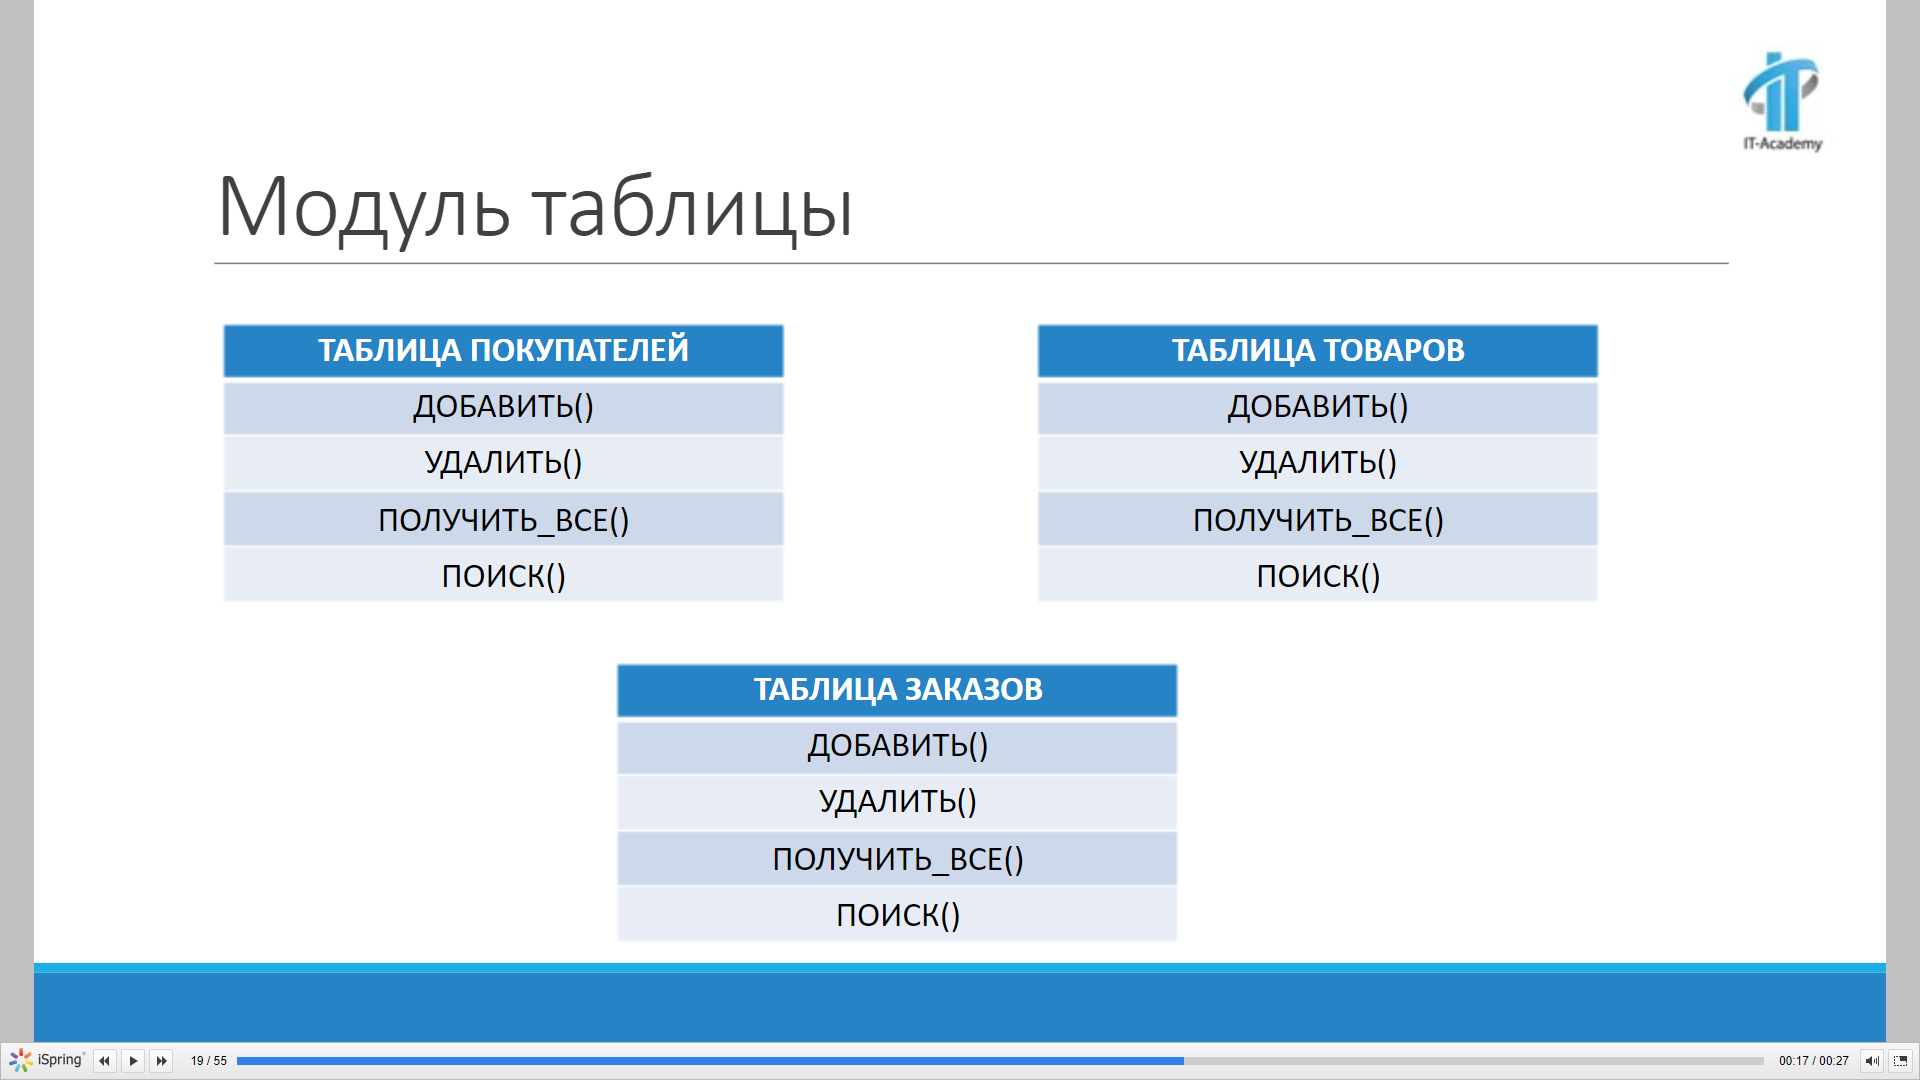 IT-Academy
Модуль таблицы
ТАБЛИЦА ПОКУПАТЕЛЕЙ
ДОБАВИТЬ()
УДАЛИТЬ()
ПОЛУЧИТЬ_ВСЕ()
ПОИСК()
ТАБЛИЦА ТОВАРОВ
ДОБАВИТЬ()
УДАЛИТЬ()
ПОЛУЧИТЬ_ВСЕ()
ПОИСК()
ТАБЛИЦА ЗАКАЗОВ
ДОБАВИТЬ()
УДАЛИТЬ()
ПОЛУЧИТЬ_ВСЕ()
ПОИСК()
iSpring 19 / 55 00:17 / 00:27